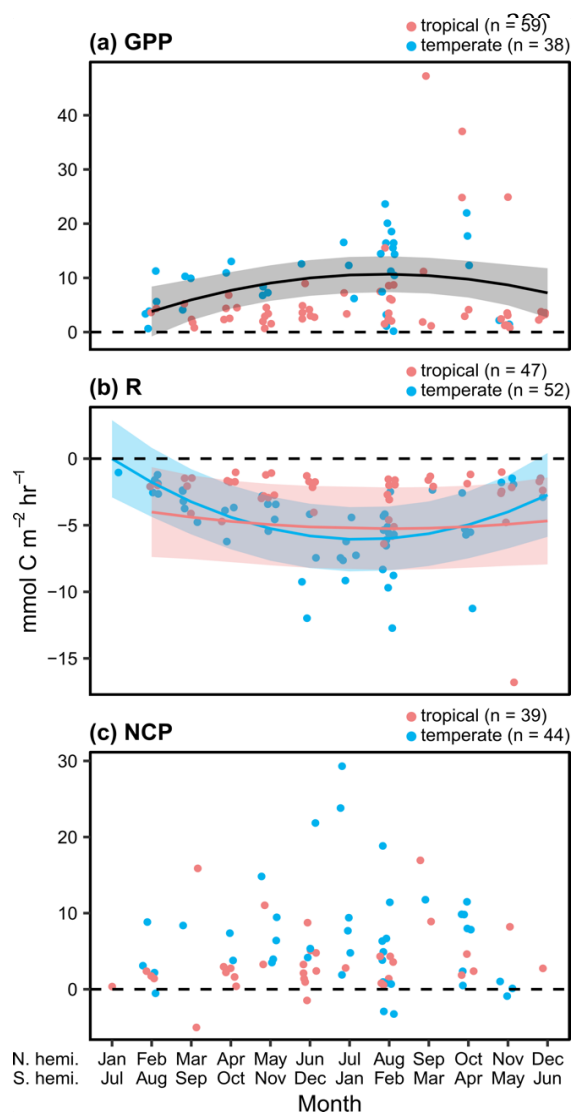 tropical (n = 59)
(a) GPP
temperate (n = 38)
40
30
20
10
0
tropical (n = 47)
(b) R
temperate (n = 52)
0
−5
−10
−15
mmol C m⁻² hr⁻¹
tropical (n = 39)
(c) NCP
temperate (n = 44)
30
20
10
0
N. hemi. Jan Feb Mar Apr May Jun Jul Aug Sep Oct Nov Dec
S. hemi. Jul Aug Sep Oct Nov Dec Jan Feb Mar Apr May Jun
Month